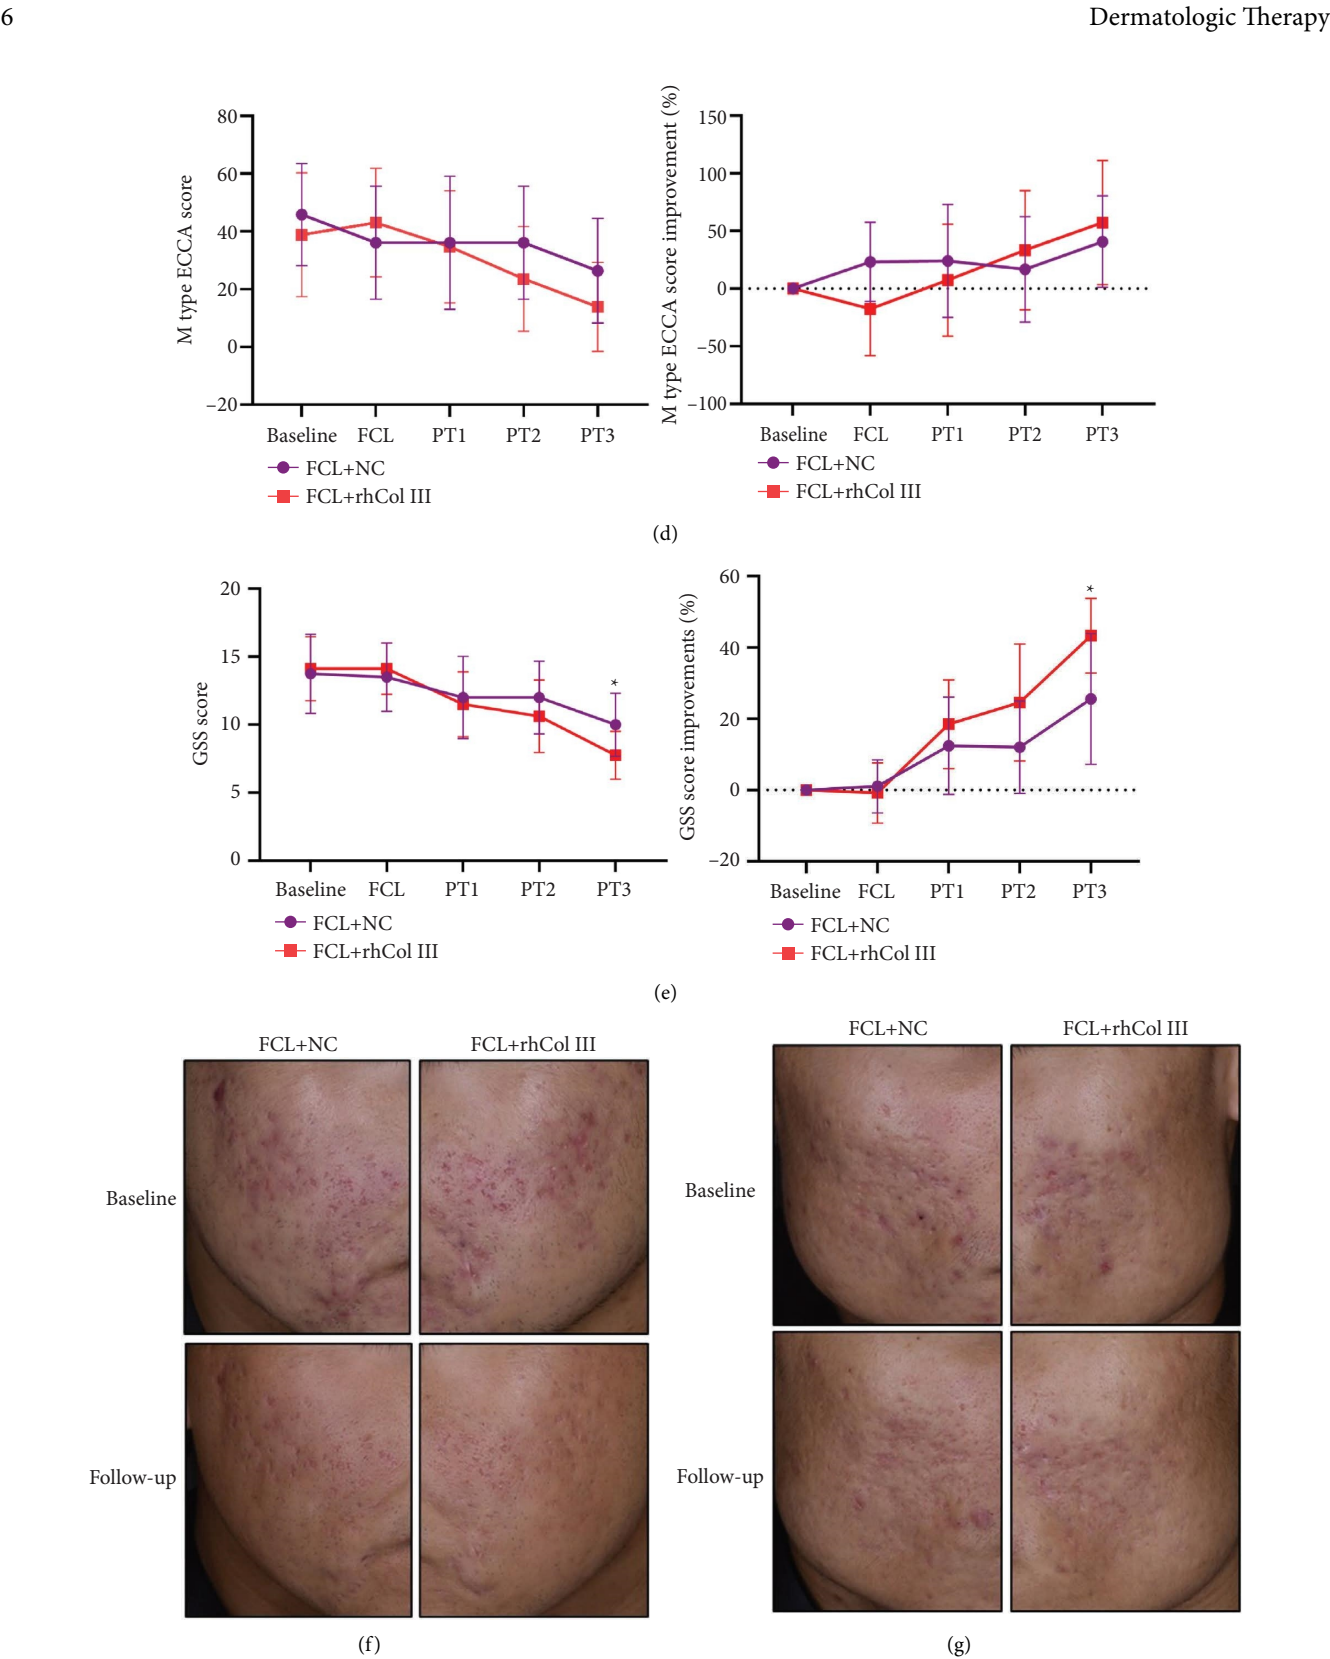 6
Dermatologic Therapy
M type ECCA score
80
60
40
20
0
–20
Baseline FCL PT1 PT2 PT3
FCL+NC
FCL+rhCol III
M type ECCA score improvement (%)
150
100
50
0
–50
–100
Baseline FCL PT1 PT2 PT3
FCL+NC
FCL+rhCol III
(d)
GSS score
20
15
10
5
0
*
Baseline FCL PT1 PT2 PT3
FCL+NC
FCL+rhCol III
GSS score improvements (%)
60
40
20
0
–20
*
Baseline FCL PT1 PT2 PT3
FCL+NC
FCL+rhCol III
(e)
FCL+NC FCL+rhCol III
Baseline
Follow-up
(f)
FCL+NC FCL+rhCol III
Baseline
Follow-up
(g)